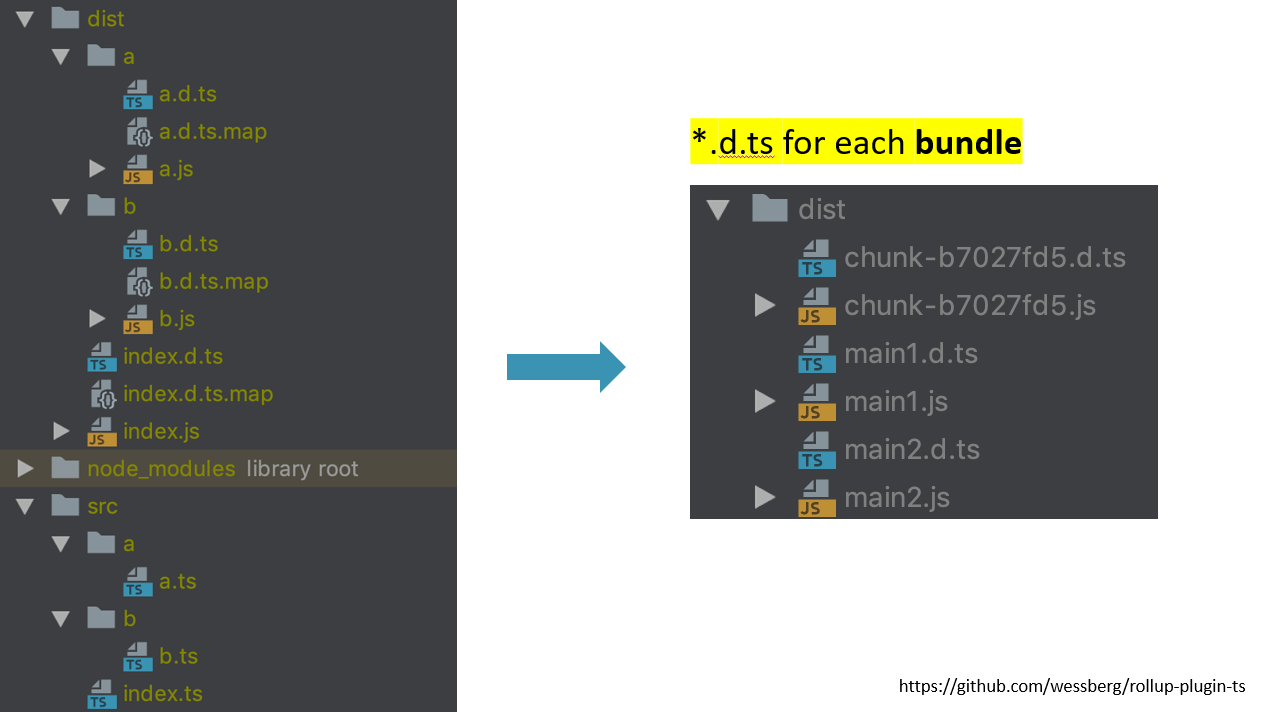 dist
a
TS a.d.ts
{} a.d.ts.map
JS a.js
b
TS b.d.ts
{} b.d.ts.map
JS b.js
TS index.d.ts
{} index.d.ts.map
JS index.js
node_modules library root
src
a
TS a.ts
b
TS b.ts
TS index.ts
*.d.ts for each bundle
dist
TS chunk-b7027fd5.d.ts
JS chunk-b7027fd5.js
TS main1.d.ts
JS main1.js
TS main2.d.ts
JS main2.js
https://github.com/wessberg/rollup-plugin-ts